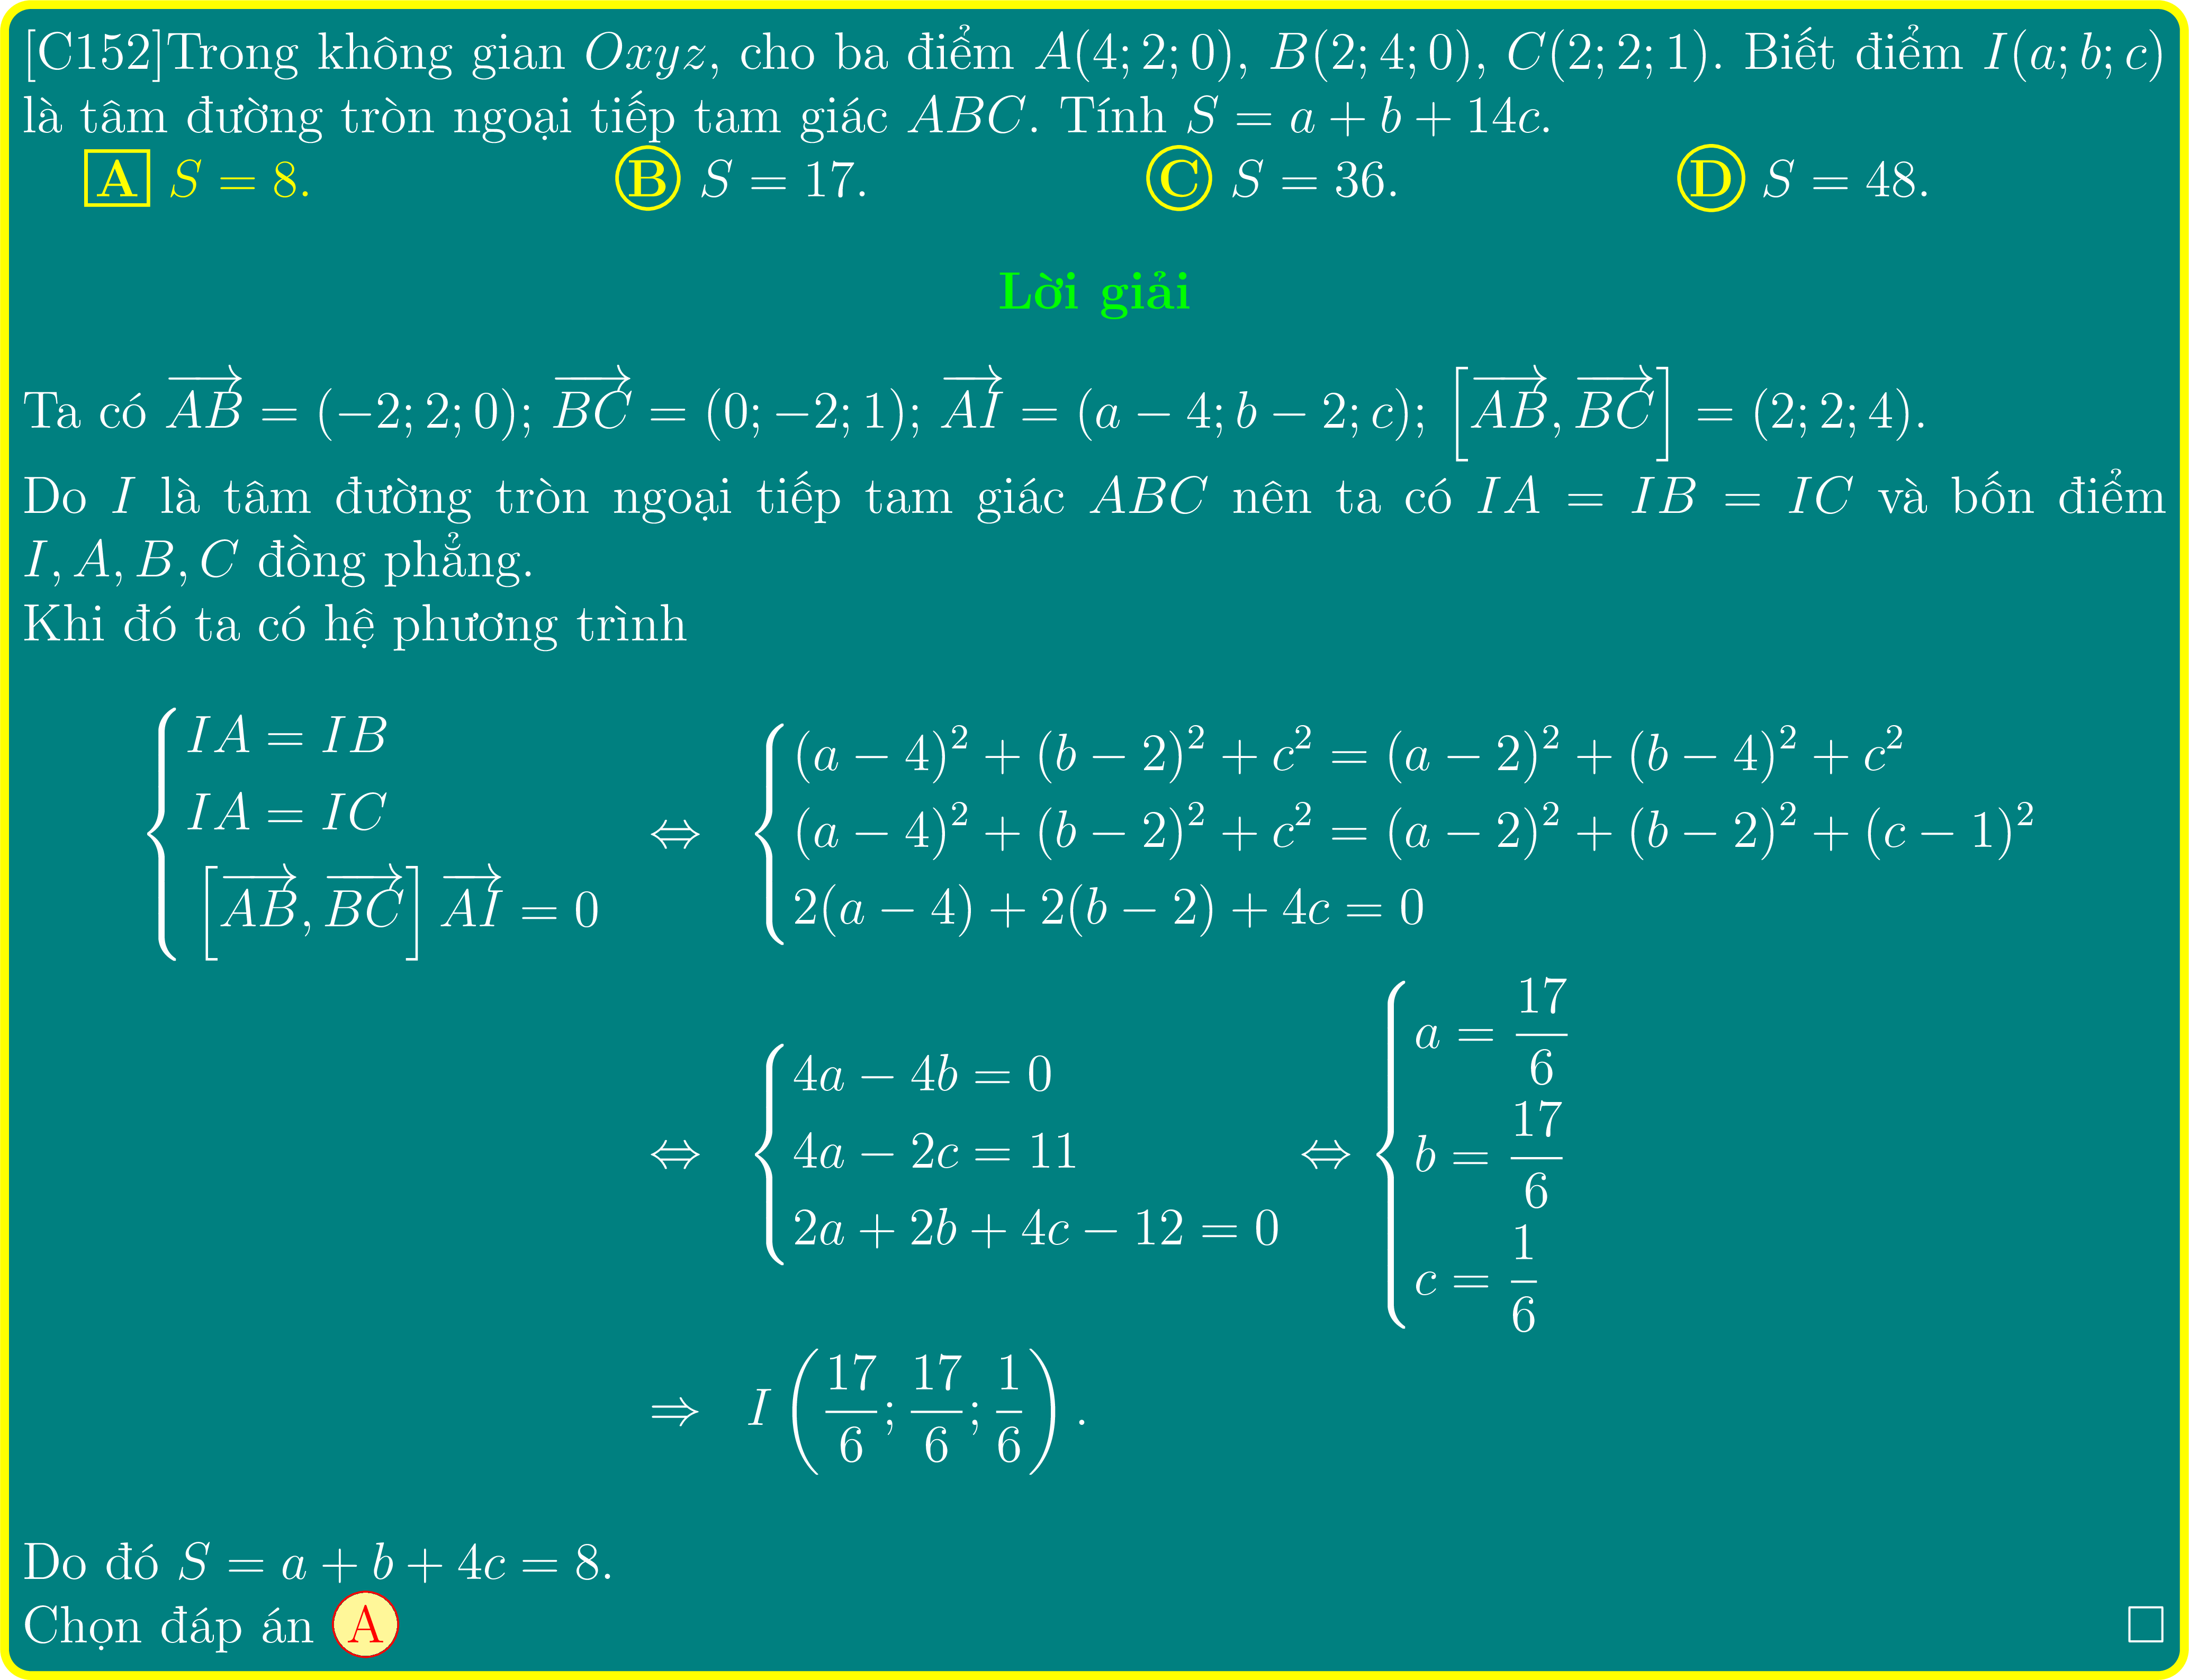 [C152]Trong không gian Oxyz, cho ba điểm A(4; 2; 0), B(2; 4; 0), C(2; 2; 1). Biết điểm I(a; b; c)
là tâm đường tròn ngoại tiếp tam giác ABC. Tính S = a + b + 14c.
A S = 8. B S = 17. C S = 36. D S = 48.
Lời giải
Ta có $\overrightarrow{AB}$ = (−2; 2; 0); $\overrightarrow{BC}$ = (0; −2; 1); $\overrightarrow{AI}$ = (a − 4; b − 2; c); $\left[\overrightarrow{AB}, \overrightarrow{BC}\right]$ = (2; 2; 4).
Do I là tâm đường tròn ngoại tiếp tam giác ABC nên ta có IA = IB = IC và bốn điểm
I, A, B, C đồng phẳng.
Khi đó ta có hệ phương trình
$\begin{cases} IA = IB \\ IA = IC \\ \left[\overrightarrow{AB}, \overrightarrow{BC}\right] \overrightarrow{AI} = 0 \end{cases} \Leftrightarrow \begin{cases} (a-4)^2 + (b-2)^2 + c^2 = (a-2)^2 + (b-4)^2 + c^2 \\ (a-4)^2 + (b-2)^2 + c^2 = (a-2)^2 + (b-2)^2 + (c-1)^2 \\ 2(a-4) + 2(b-2) + 4c = 0 \end{cases}$
$\Leftrightarrow \begin{cases} 4a - 4b = 0 \\ 4a - 2c = 11 \\ 2a + 2b + 4c - 12 = 0 \end{cases} \Leftrightarrow \begin{cases} a = \dfrac{17}{6} \\ b = \dfrac{17}{6} \\ c = \dfrac{1}{6} \end{cases}$
$\Rightarrow I\left(\dfrac{17}{6}; \dfrac{17}{6}; \dfrac{1}{6}\right).$
Do đó S = a + b + 4c = 8.
Chọn đáp án A □